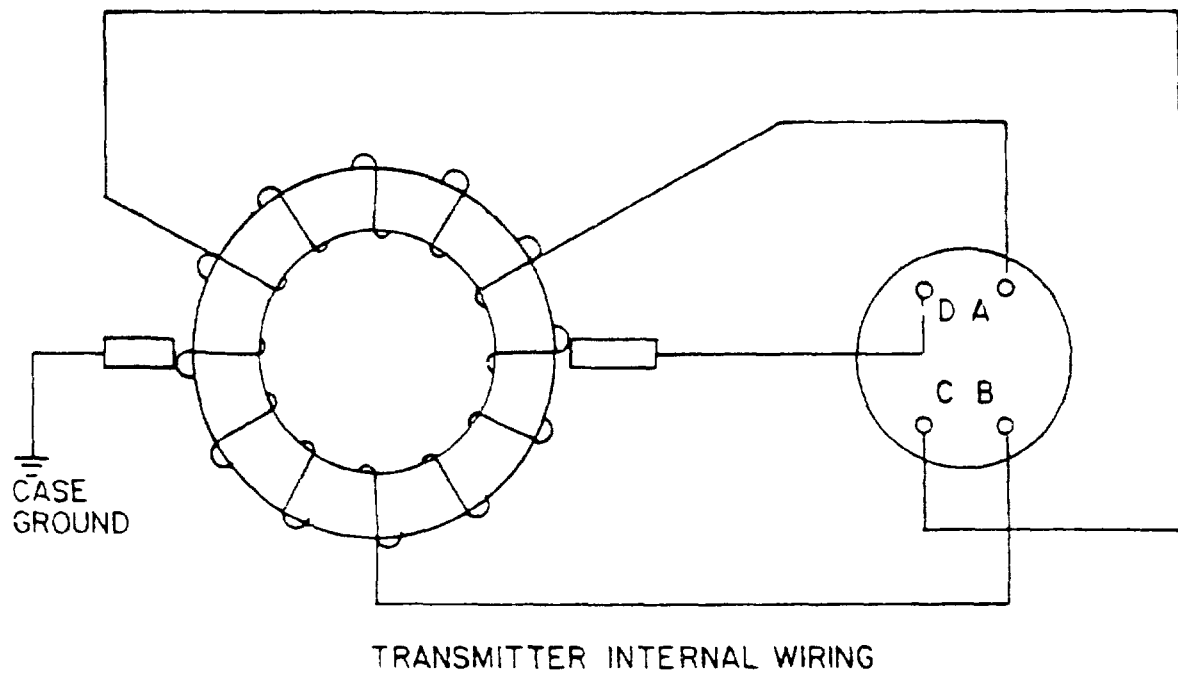 D A
C B
CASE
GROUND
TRANSMITTER INTERNAL WIRING